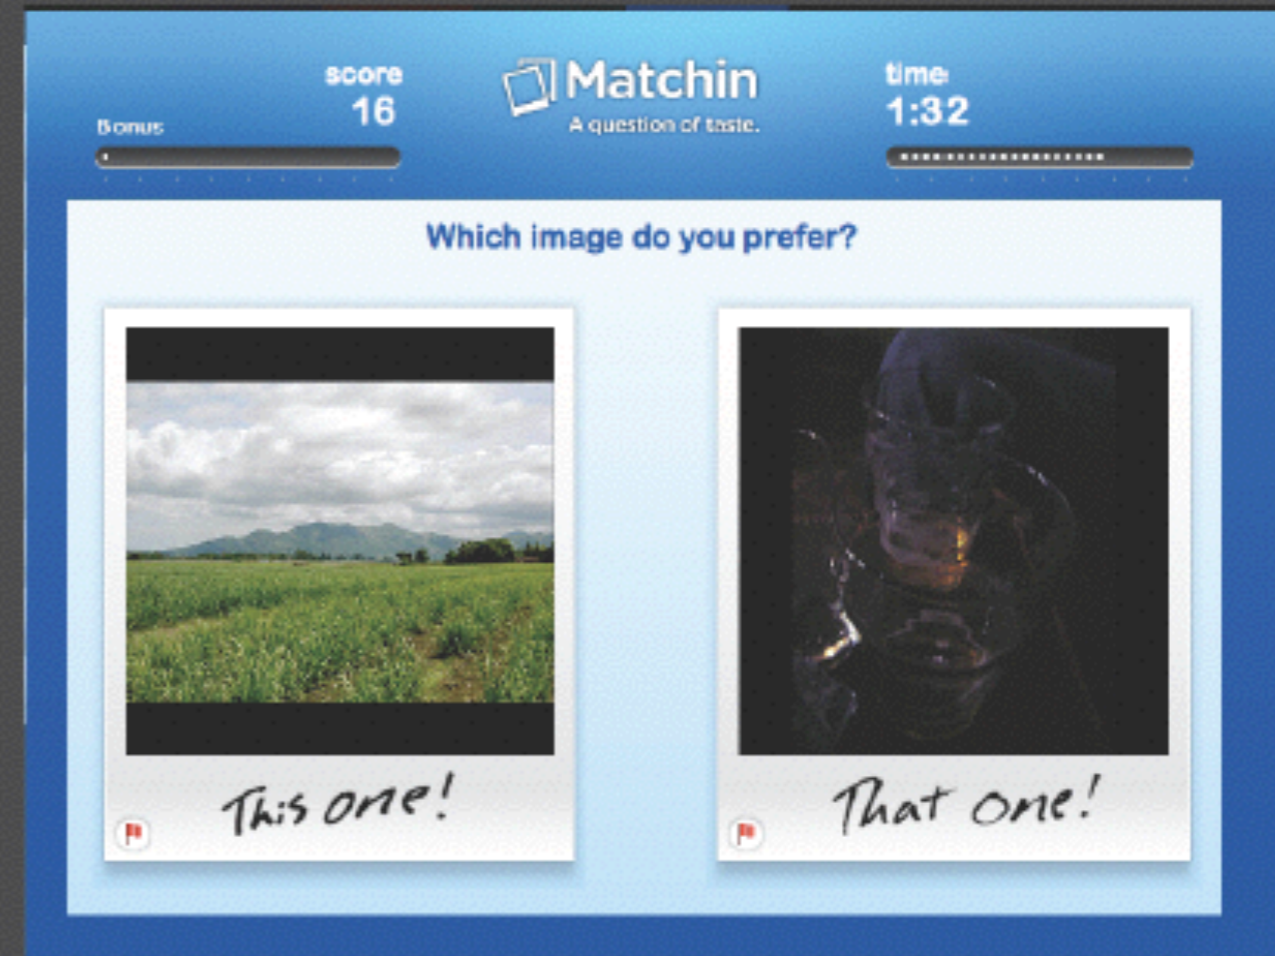 score
16
Bonus
Matchin
A question of taste.
time
1:32
Which image do you prefer?
This one!
That one!